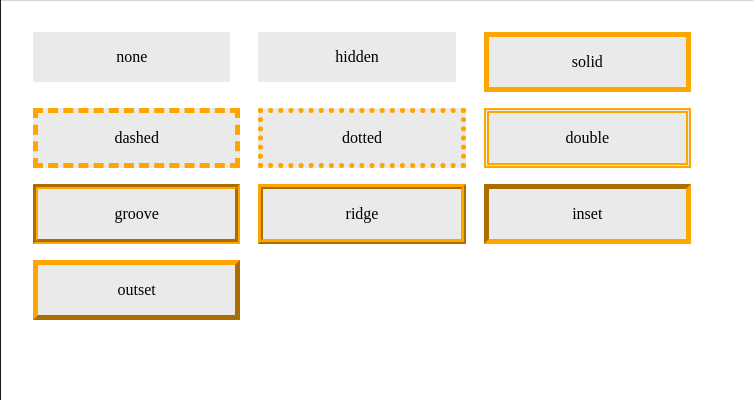 none
hidden
solid
dashed
dotted
double
groove
ridge
inset
outset